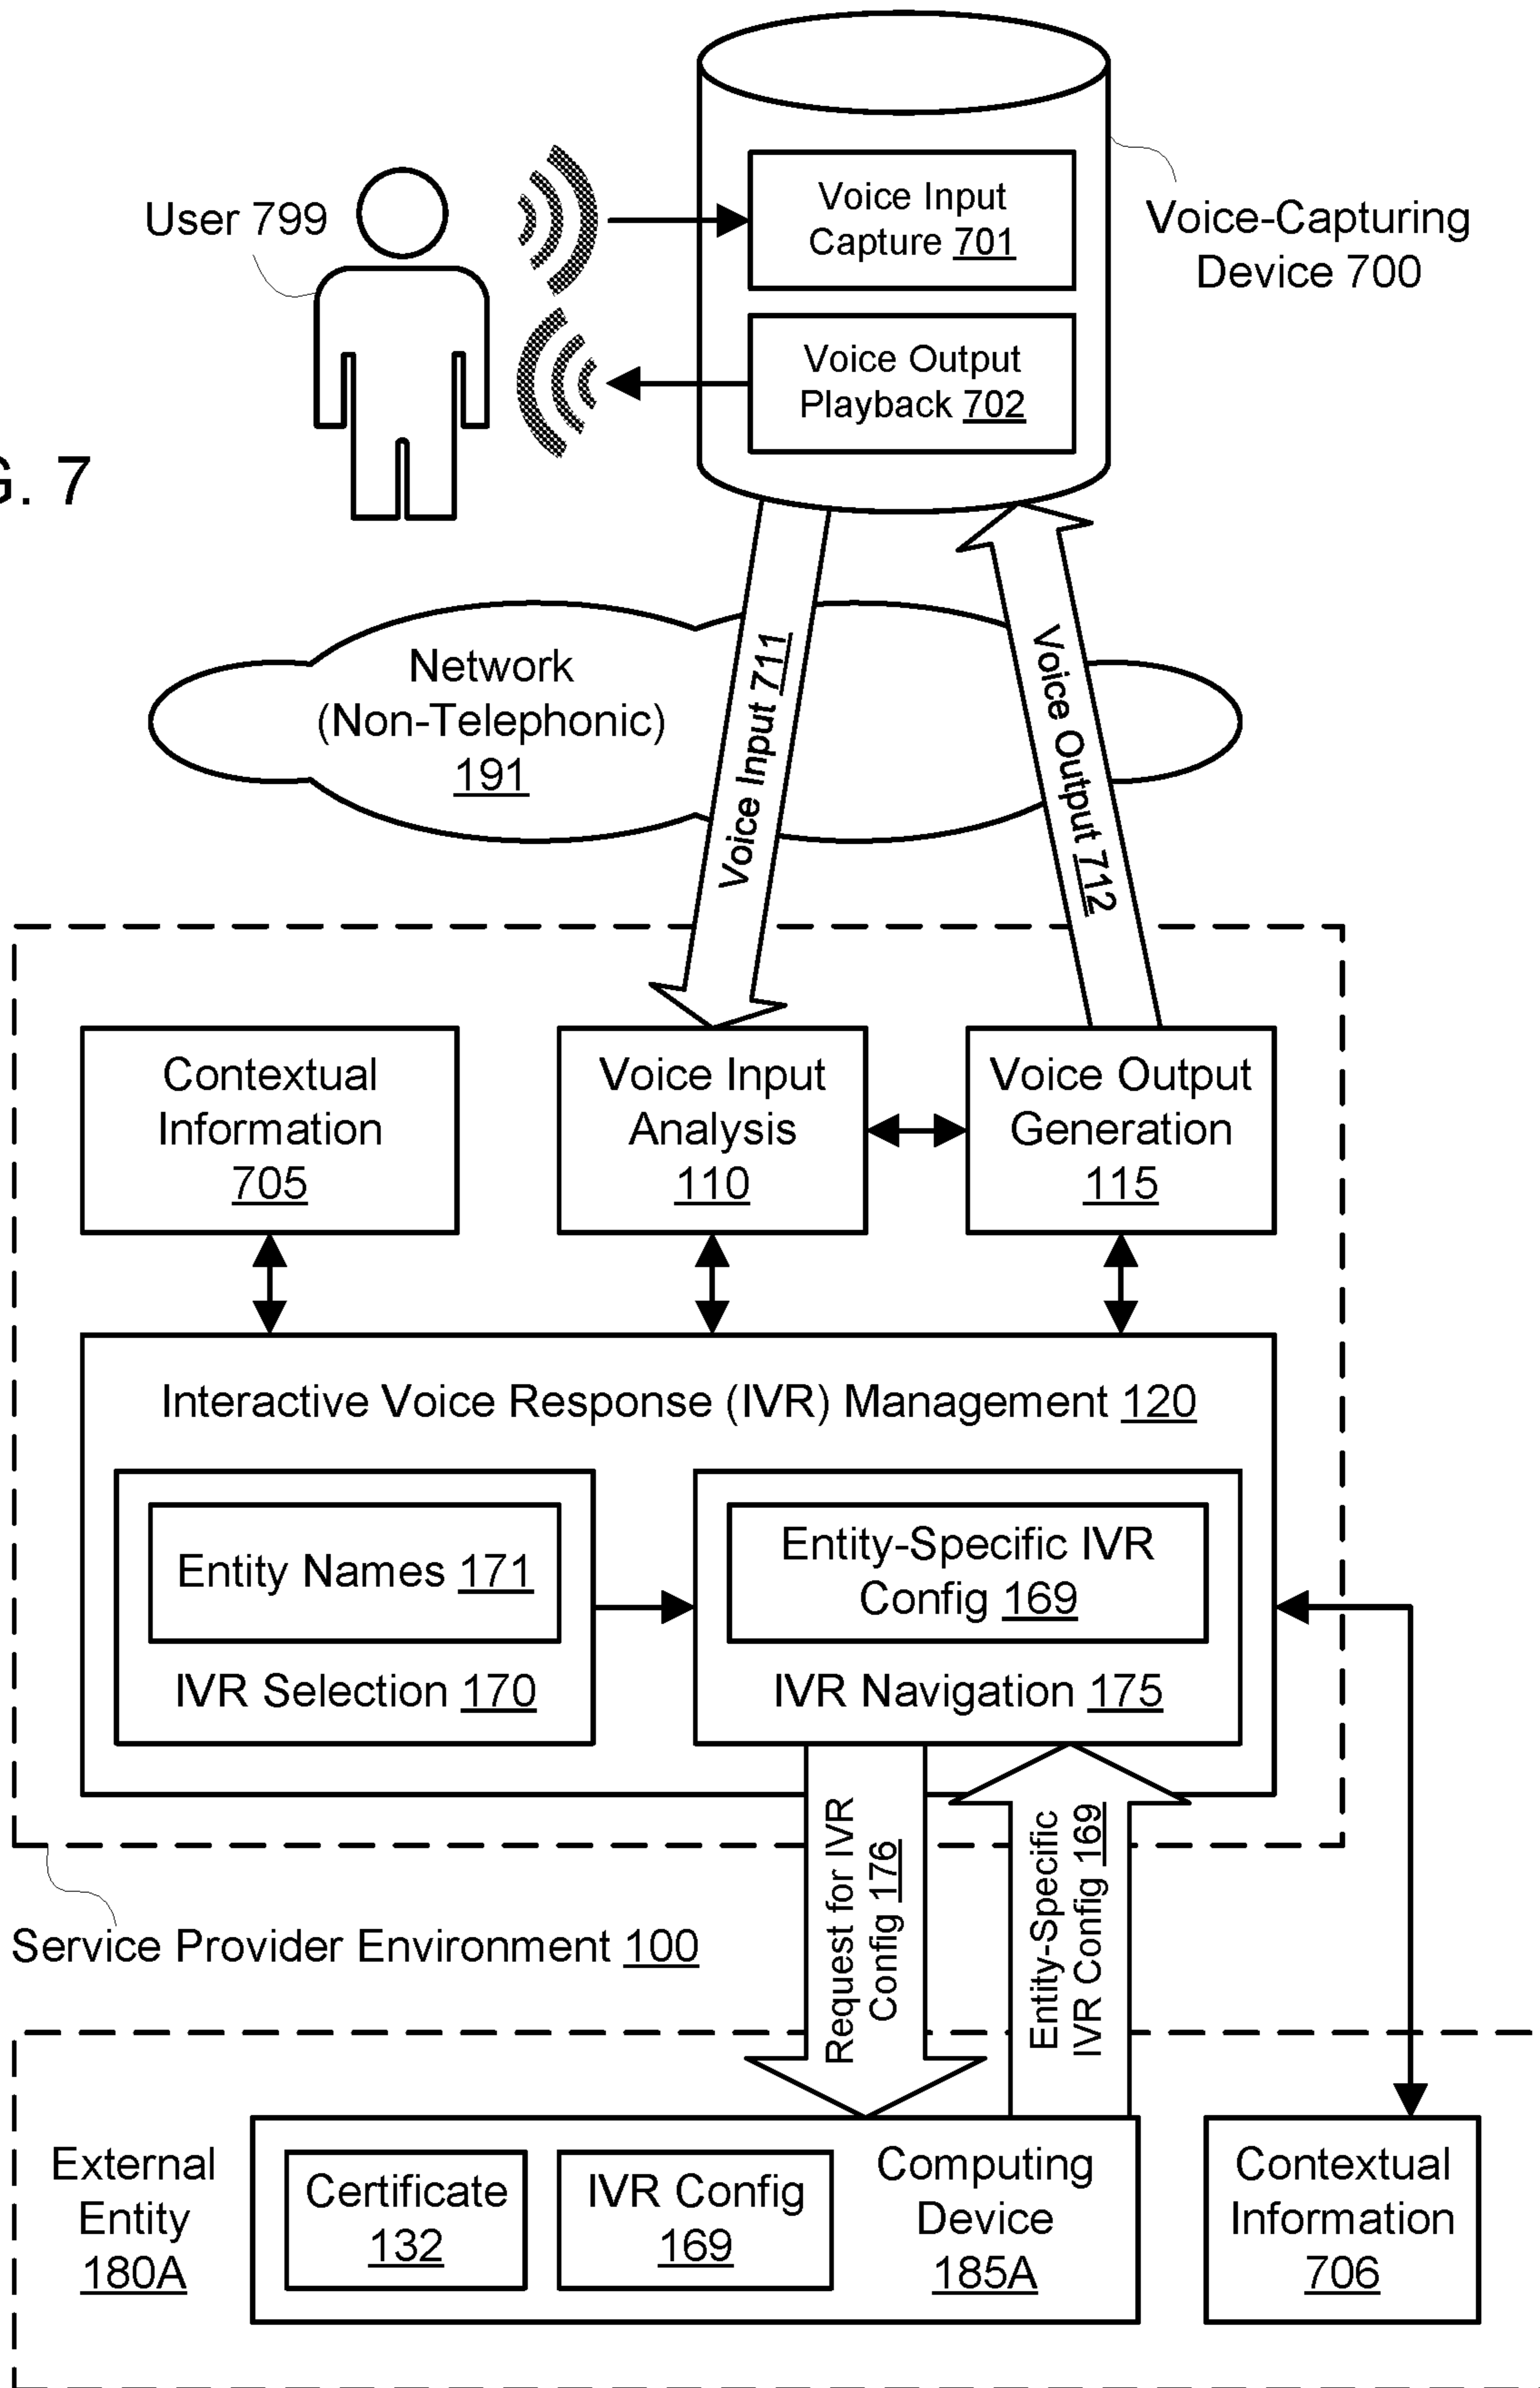 User 799
Voice Input
Capture 701
Voice-Capturing
Device 700
Voice Output
Playback 702
G. 7
Network
(Non-Telephonic)
191
Voice Input 711
Voice Output 712
Contextual
Information
705
Voice Input
Analysis
110
Voice Output
Generation
115
Interactive Voice Response (IVR) Management 120
Entity Names 171
IVR Selection 170
Entity-Specific IVR
Config 169
IVR Navigation 175
Request for IVR
Config 176
Entity-Specific
IVR Config 169
Service Provider Environment 100
External
Entity
180A
Certificate
132
IVR Config
169
Computing
Device
185A
Contextual
Information
706